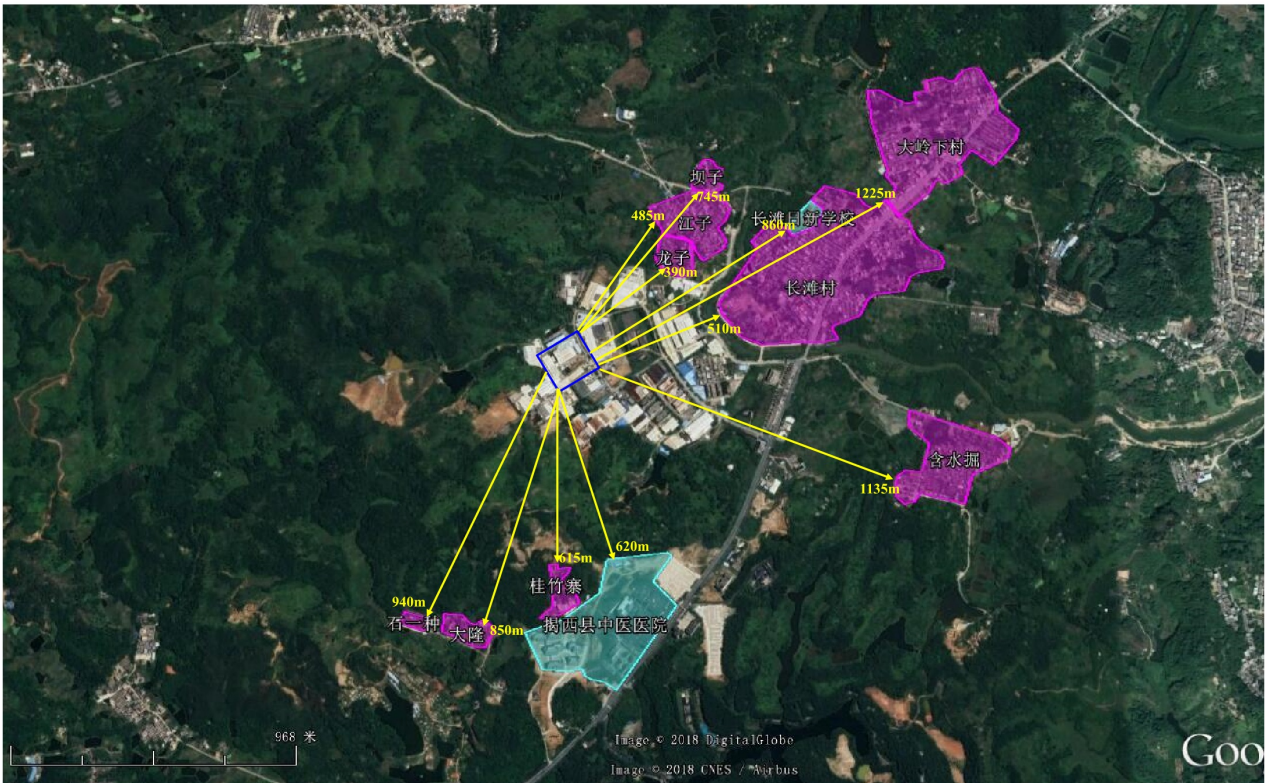 大岭下村
坝子
745m
1225m
485m
江子
长滩日新学校
860m
龙子
390m
长滩村
510m
含水掘
1135m
620m
615m
桂竹寨
940m
石一种
大隆
850m
揭西县中医医院
968 米
Image © 2018 DigitalGlobe
Image © 2018 CNES / Airbus
Goo